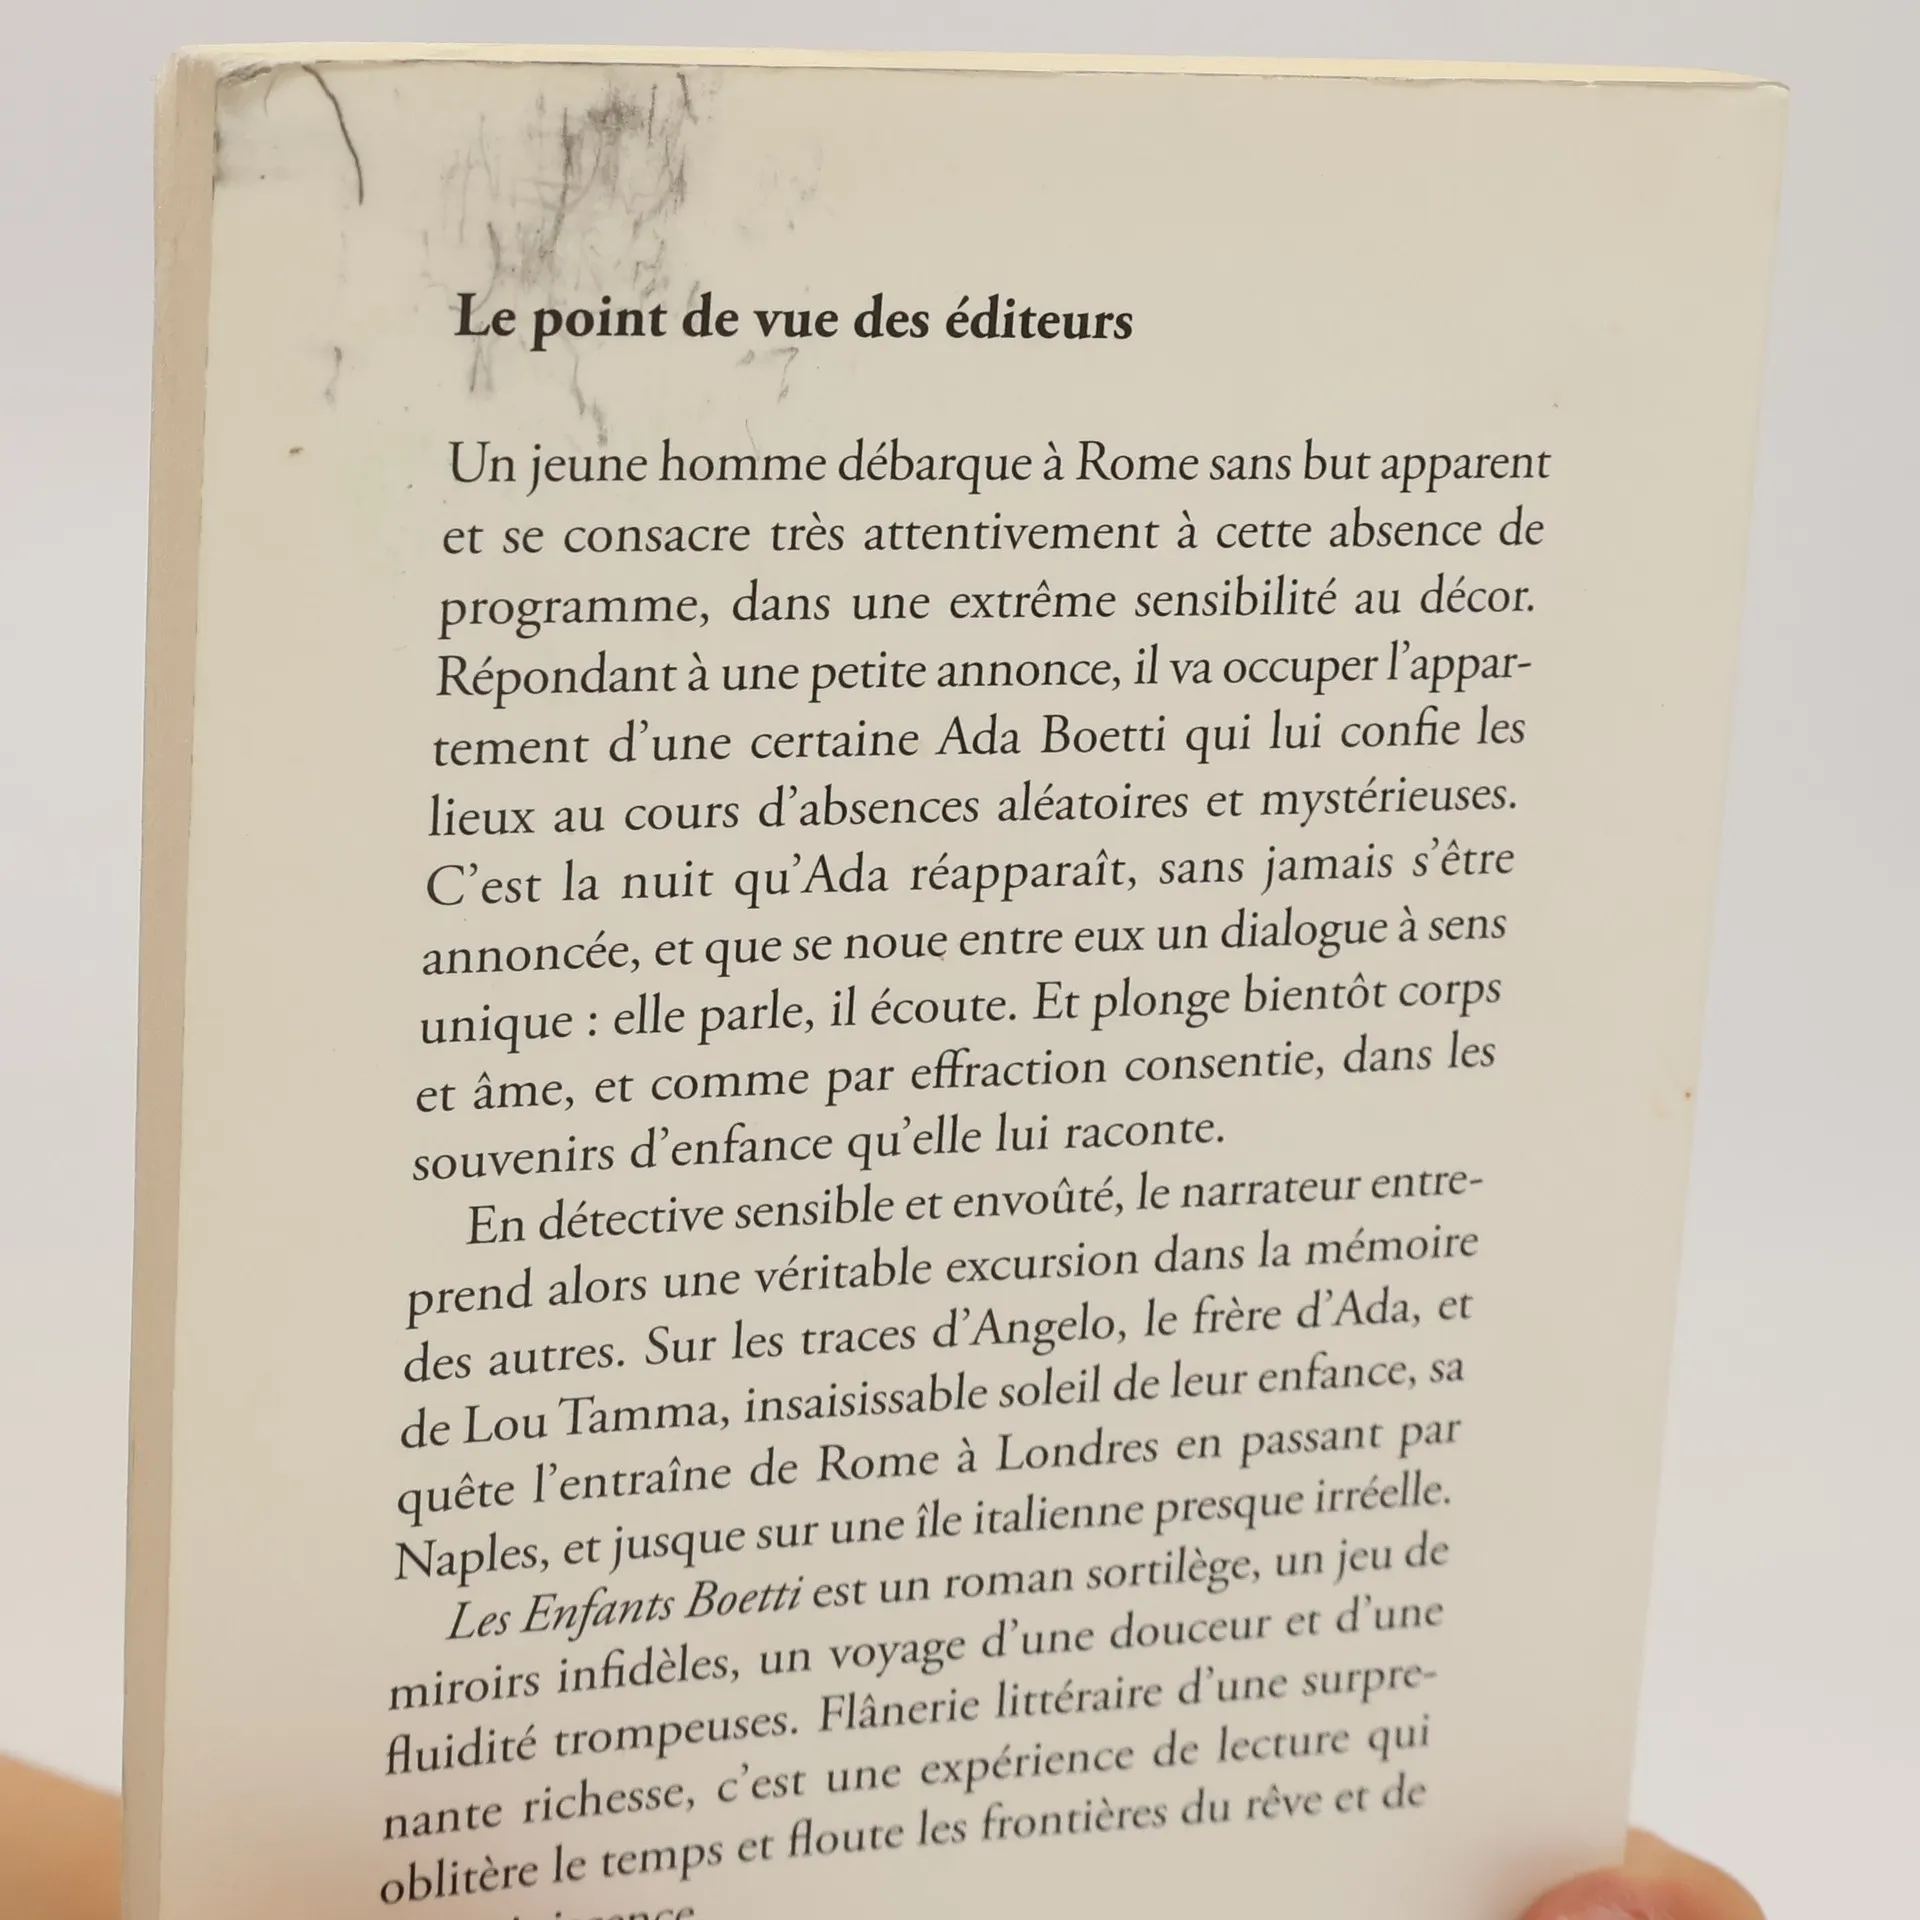 Le point de vue des éditeurs
Un jeune homme débarque à Rome sans but apparent
et se consacre très attentivement à cette absence de
programme, dans une extrême sensibilité au décor.
Répondant à une petite annonce, il va occuper l'appar-
tement d'une certaine Ada Boetti qui lui confie les
lieux au cours d'absences aléatoires et mystérieuses.
C'est la nuit qu'Ada réapparaît, sans jamais s'être
annoncée, et que se noue entre eux un dialogue à sens
unique : elle parle, il écoute. Et plonge bientôt corps
et âme, et comme par effraction consentie, dans les
souvenirs d'enfance qu'elle lui raconte.
En détective sensible et envoûté, le narrateur entre-
prend alors une véritable excursion dans la mémoire
des autres. Sur les traces d'Angelo, le frère d'Ada, et
de Lou Tamma, insaisissable soleil de leur enfance, sa
quête l'entraîne de Rome à Londres en passant par
Naples, et jusque sur une île italienne presque irréelle.
Les Enfants Boetti est un roman sortilège, un jeu de
miroirs infidèles, un voyage d'une douceur et d'une
fluidité trompeuses. Flânerie littéraire d'une surpre-
nante richesse, c'est une expérience de lecture qui
oblitère le temps et floute les frontières du rêve et de